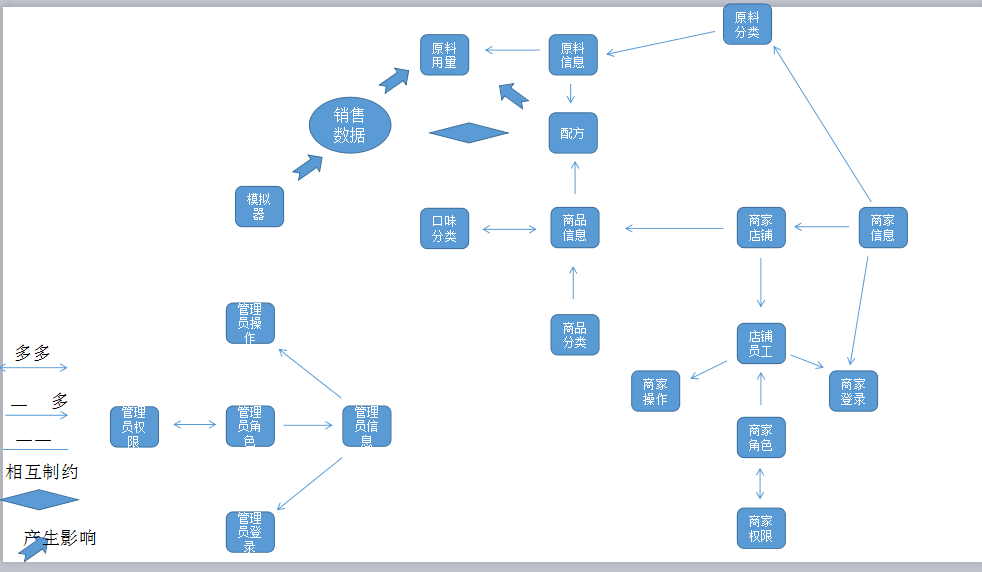 原料
分类
原料
用量
原料
信息
销售
数据
配方
模拟
器
口味
分类
商品
信息
商家
店铺
商家
信息
管理
员操
作
商品
分类
店铺
员工
多多
商家
操作
商家
登录
一 多
管理
员权
限
管理
员角
色
管理
员信
息
商家
角色
一一
相互制约
管理
员登
录
商家
权限
产生影响